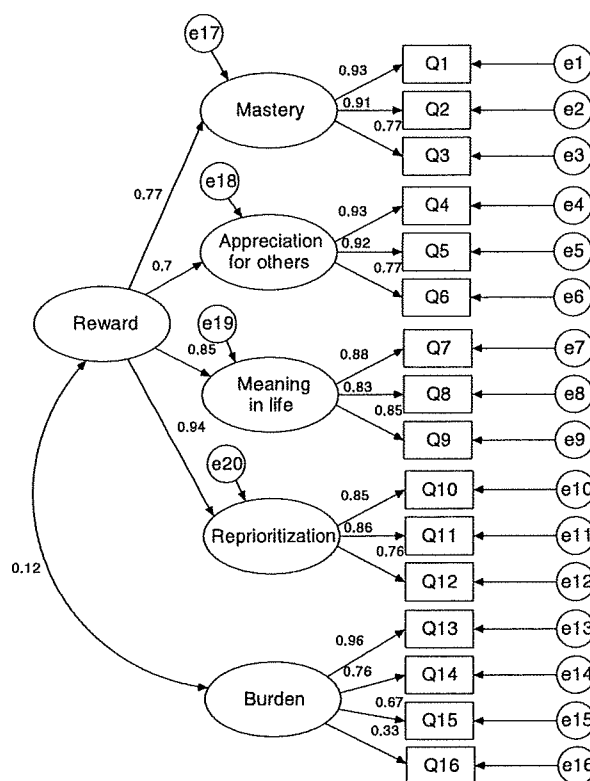 e17
0.93
Q1
e1
Mastery
0.91
Q2
e2
0.77
Q3
e3
0.77
e18
0.93
Q4
e4
Appreciation
for others
0.92
Q5
e5
0.7
0.77
Q6
e6
Reward
e19
0.85
0.88
Q7
e7
Meaning
in life
0.83
Q8
e8
0.85
Q9
e9
0.94
e20
0.85
Q10
e10
Reprioritization
0.86
Q11
e11
0.76
Q12
e12
0.12
0.96
Q13
e13
0.76
Q14
e14
Burden
0.67
Q15
e15
0.33
Q16
e16